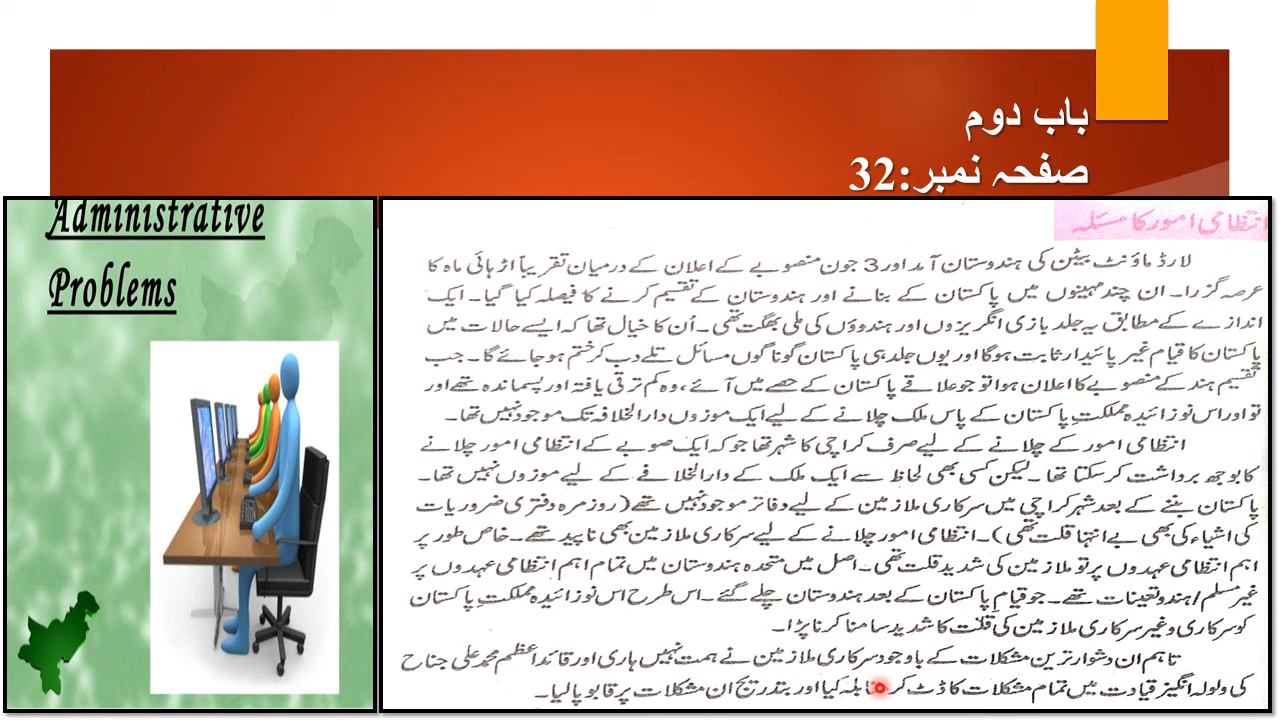 باب دوم
صفحہ نمبر:32
Administrative
Problems
انتظامی امور کا مسئلہ
لارڈ ماؤنٹ بیٹن کی ہندوستان آمد اور 3 جون منصوبے کے اعلان کے درمیان تقریباً اڑہائی ماہ کا
عرصہ گزرا۔ ان چند مہینوں میں پاکستان کے بنانے اور ہندوستان کے تقسیم کرنے کا فیصلہ کیا گیا۔ ایک
اندازے کے مطابق یہ جلد بازی انگریزوں اور ہندوؤں کی ملی بھگت تھی۔ اُن کا خیال تھا کہ ایسے حالات میں
پاکستان کا قیام غیر پائیدار ثابت ہوگا اور یوں جلد ہی پاکستان گوناگوں مسائل تلے دب کر ختم ہو جائے گا۔ جب
تقسیم ہند کے منصوبے کا اعلان ہوا تو جو علاقے پاکستان کے حصے میں آئے، وہ کم ترقی یافتہ اور پسماندہ تھے اور
تو اور اس نوزائیدہ مملکتِ پاکستان کے پاس ملک چلانے کے لیے ایک موزوں دارالخلافہ تک موجود نہیں تھا۔
انتظامی امور کے چلانے کے لیے صرف کراچی کا شہر تھا جو کہ ایک صوبے کے انتظامی امور چلانے
کا بوجھ برداشت کر سکتا تھا۔ لیکن کسی بھی لحاظ سے ایک ملک کے دارالخلافے کے لیے موزوں نہیں تھا۔
پاکستان بننے کے بعد شہر کراچی میں سرکاری ملازمین کے لیے دفاتر موجود نہیں تھے (روزمرہ دفتری ضروریات
کی اشیاء کی بھی بے انتہا قلت تھی)۔ انتظامی امور چلانے کے لیے سرکاری ملازمین بھی ناپید تھے۔ خاص طور پر
اہم انتظامی عہدوں پر تو ملازمین کی شدید قلت تھی۔ اصل میں متحدہ ہندوستان میں تمام اہم انتظامی عہدوں پر
غیر مسلم/ہندو تعینات تھے۔ جو قیامِ پاکستان کے بعد ہندوستان چلے گئے۔ اس طرح اس نوزائیدہ مملکتِ پاکستان
کو سرکاری و غیر سرکاری ملازمین کی قلت کا شدید سامنا کرنا پڑا۔
تاہم ان دشوار ترین مشکلات کے باوجود سرکاری ملازمین نے ہمت نہیں ہاری اور قائداعظم محمد علی جناح
کی ولولہ انگیز قیادت میں تمام مشکلات کا ڈٹ کر مقابلہ کیا اور بتدریج ان مشکلات پر قابو پا لیا۔